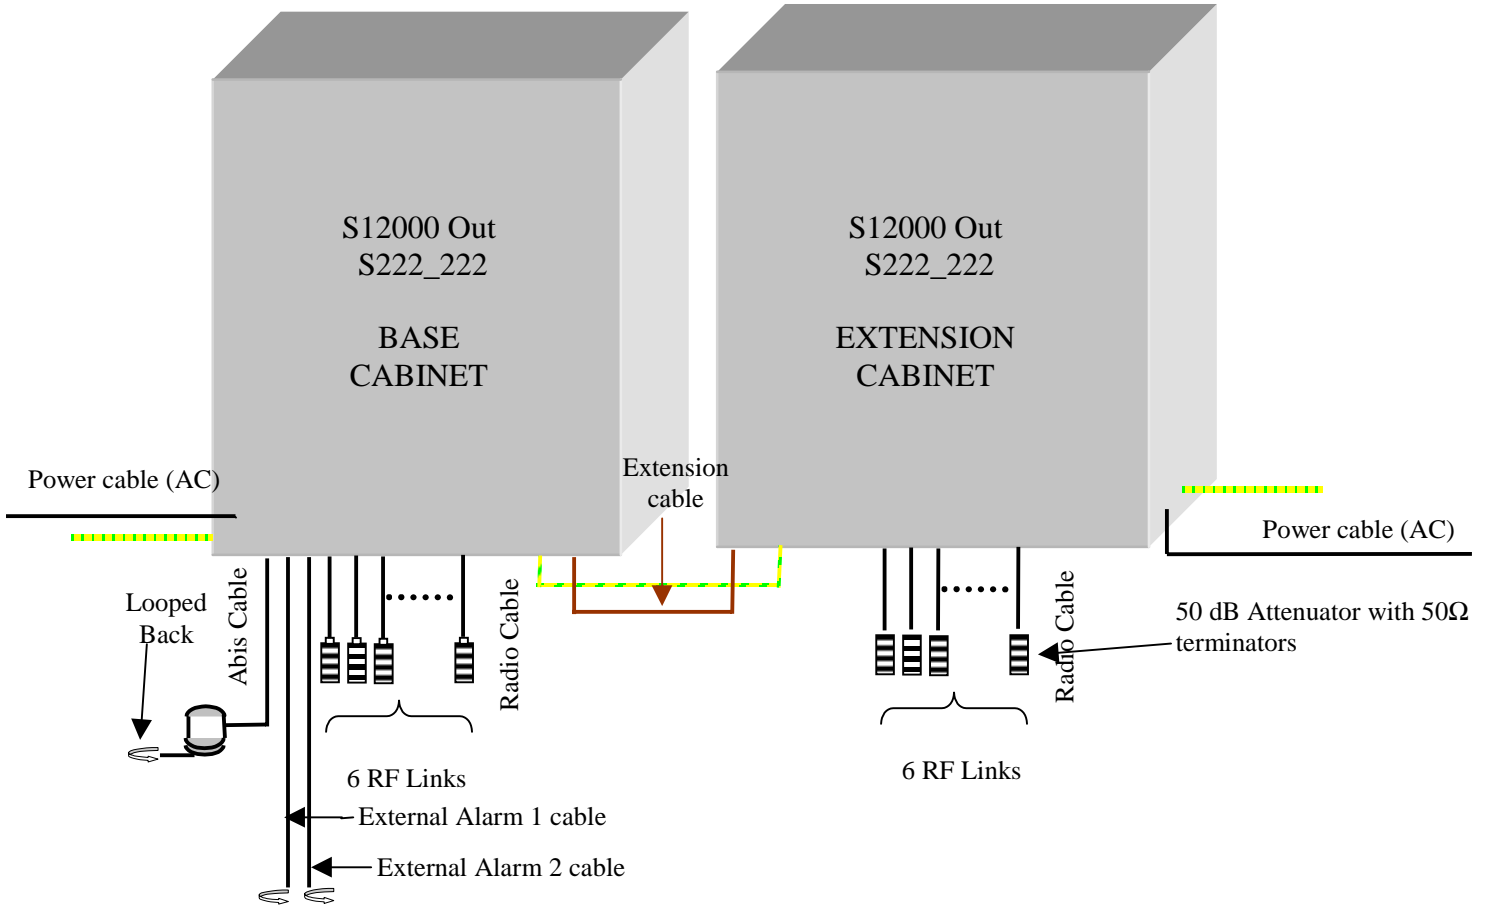 S12000 Out
S222_222
BASE
CABINET
S12000 Out
S222_222
EXTENSION
CABINET
Power cable (AC)
Extension
cable
Power cable (AC)
Looped
Back
Abis Cable
Radio Cable
Radio Cable
50 dB Attenuator with 50Ω
terminators
6 RF Links
6 RF Links
External Alarm 1 cable
External Alarm 2 cable